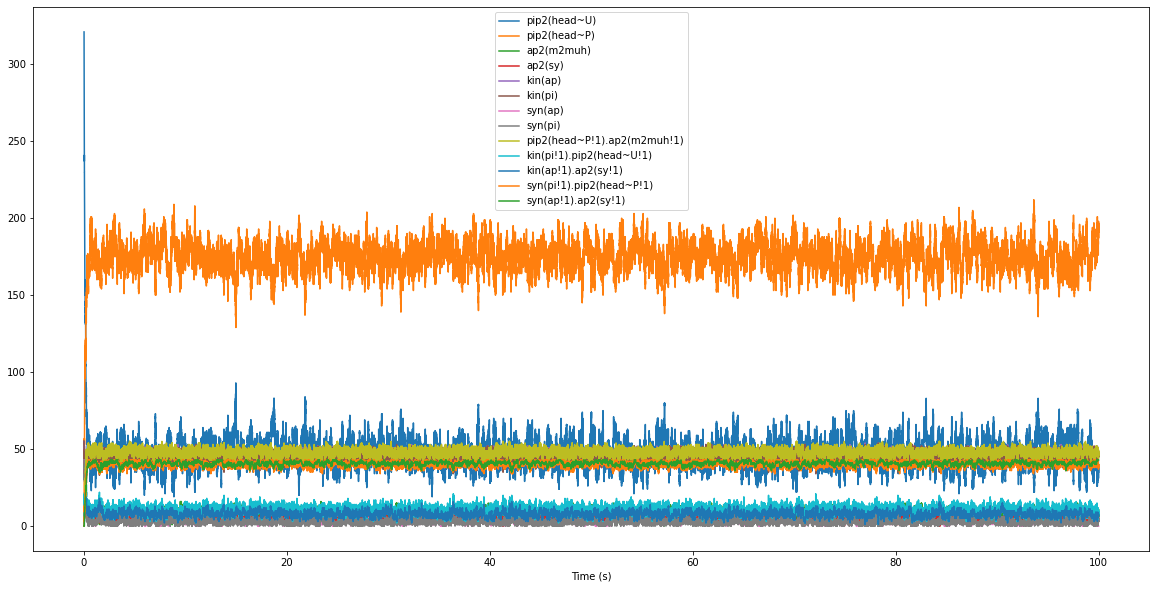 pip2(head~U)
pip2(head~P)
ap2(m2muh)
ap2(sy)
kin(ap)
kin(pi)
syn(ap)
syn(pi)
pip2(head~P!1).ap2(m2muh!1)
kin(pi!1).pip2(head~U!1)
kin(ap!1).ap2(sy!1)
syn(pi!1).pip2(head~P!1)
syn(ap!1).ap2(sy!1)
300
250
200
150
100
50
0
0 20 40 60 80 100
Time (s)